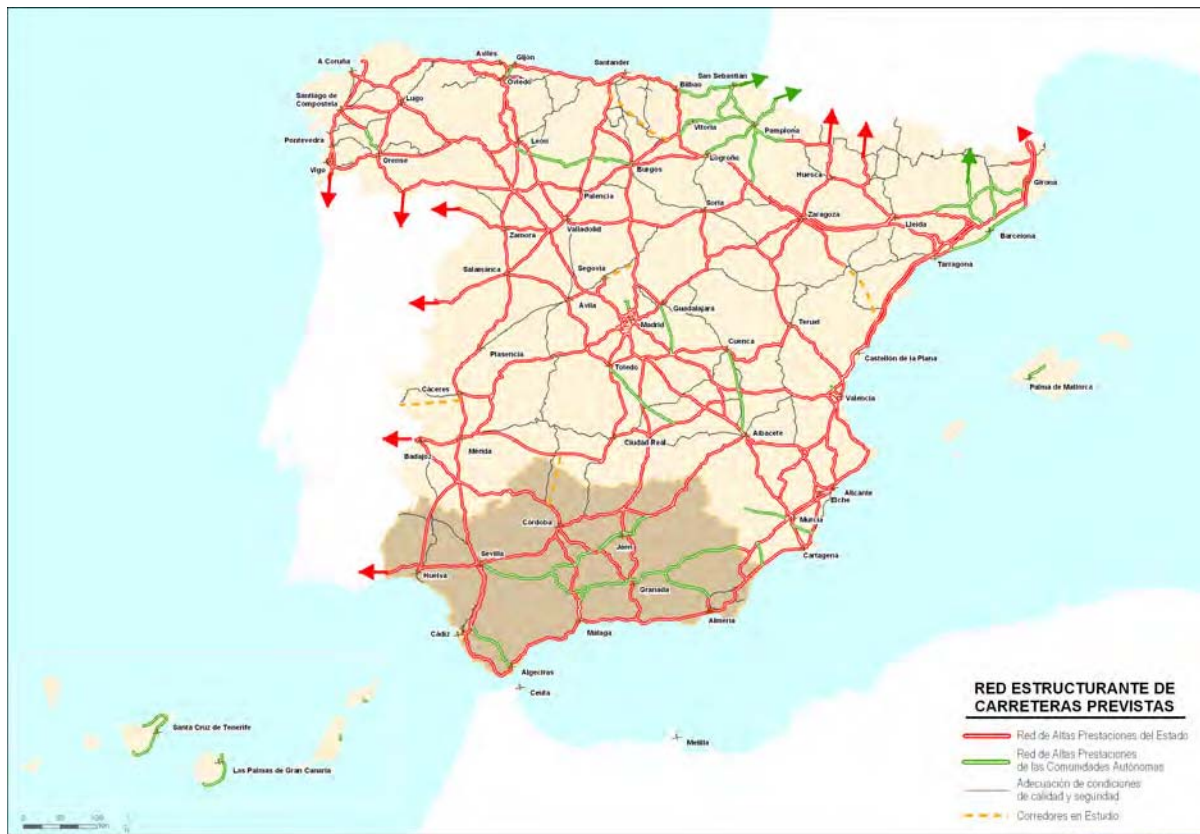 A Coruña
Avilés
Gijón
Oviedo
Santander
Bilbao
San Sebastián
Santiago de
Compostela
Lugo
Vitoria
Pamplona
Pontevedra
León
Vigo
Orense
Burgos
Logroño
Huesca
Girona
Palencia
Soria
Zaragoza
Lleida
Zamora
Valladolid
Barcelona
Tarragona
Salamanca
Segovia
Ávila
Guadalajara
Madrid
Teruel
Plasencia
Cuenca
Castellón de la Plana
Toledo
Palma de Mallorca
Cáceres
Valencia
Badajoz
Mérida
Ciudad Real
Albacete
Alicante
Elche
Córdoba
Murcia
Jaén
Cartagena
Sevilla
Huelva
Granada
Almería
Cádiz
Málaga
Algeciras
Ceuta
Melilla
Santa Cruz de Tenerife
Las Palmas de Gran Canaria
RED ESTRUCTURANTE DE
CARRETERAS PREVISTAS
Red de Altas Prestaciones del Estado
Red de Altas Prestaciones
de las Comunidades Autónomas
Adecuación de condiciones
de calidad y seguridad
Corredores en Estudio